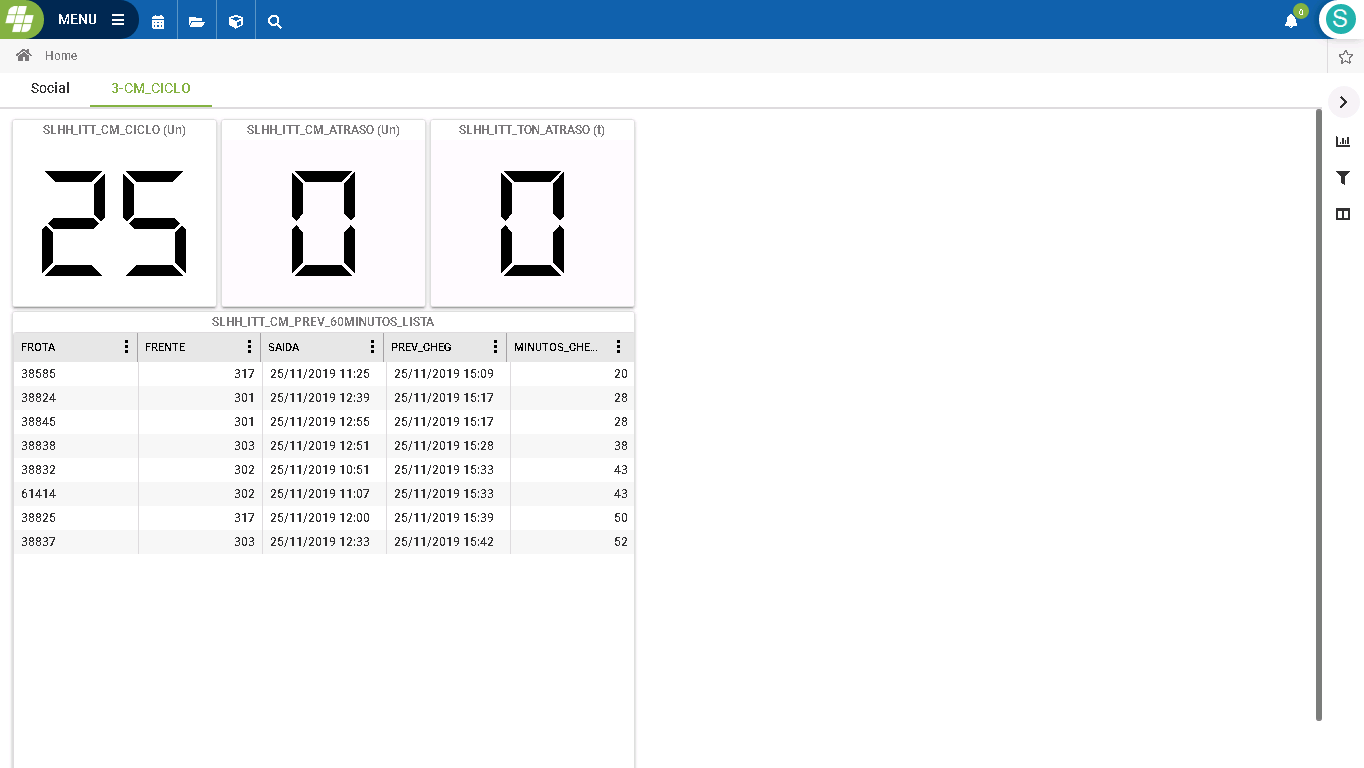 MENU
0
S
Home
Social 3-CM_CICLO
SLHH_ITT_CM_CICLO (Un) SLHH_ITT_CM_ATRASO (Un) SLHH_ITT_TON_ATRASO (t)
25 0 0
SLHH_ITT_CM_PREV_60MINUTOS_LISTA
FROTA FRENTE SAIDA PREV_CHEG MINUTOS_CHE...
38585 317 25/11/2019 11:25 25/11/2019 15:09 20
38824 301 25/11/2019 12:39 25/11/2019 15:17 28
38845 301 25/11/2019 12:55 25/11/2019 15:17 28
38838 303 25/11/2019 12:51 25/11/2019 15:28 38
38832 302 25/11/2019 10:51 25/11/2019 15:33 43
61414 302 25/11/2019 11:07 25/11/2019 15:33 43
38825 317 25/11/2019 12:00 25/11/2019 15:39 50
38837 303 25/11/2019 12:33 25/11/2019 15:42 52